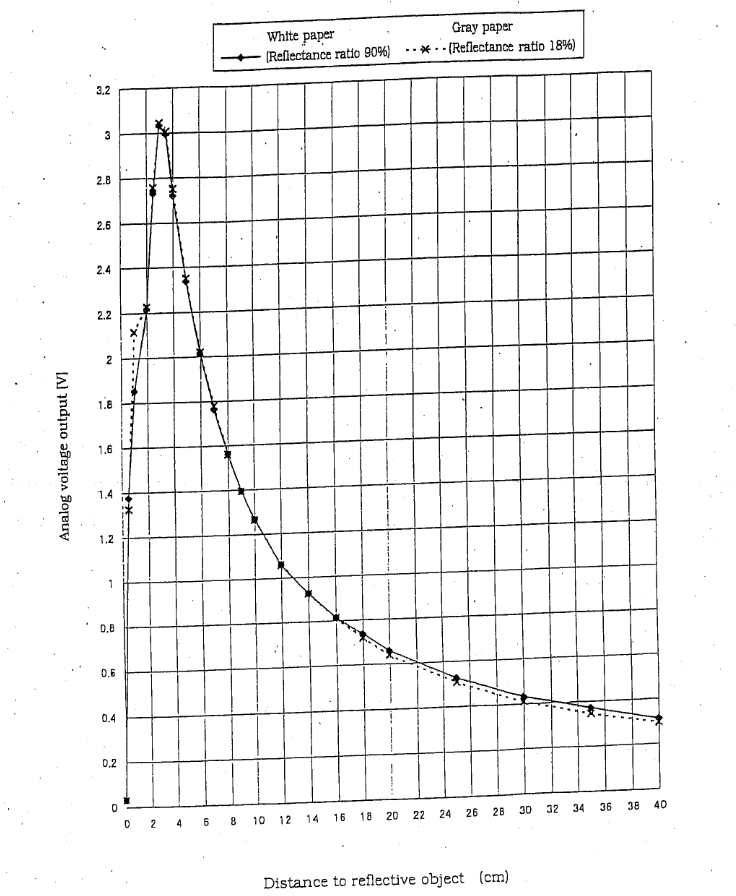 White paper
(Reflectance ratio 90%)
Gray paper
(Reflectance ratio 18%)
Analog voltage output [V]
3.2
3
2.8
2.6
2.4
2.2
2
1.8
1.6
1.4
1.2
1
0.8
0.6
0.4
0.2
0
0 2 4 6 8 10 12 14 16 18 20 22 24 26 28 30 32 34 36 38 40
Distance to reflective object (cm)